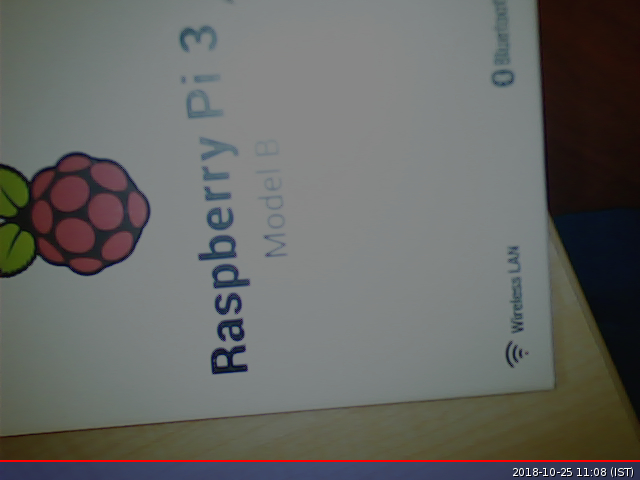 Raspberry Pi 3
Model B
Wireless LAN
Bluetooth
2018-10-25 11:08 (IST)